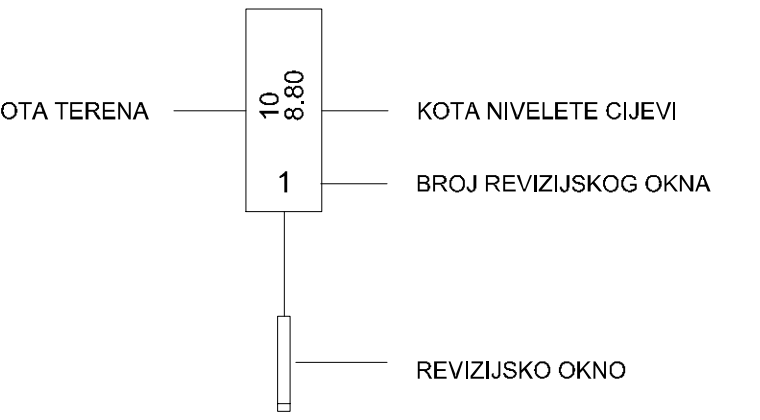 10
8.80
OTA TERENA
KOTA NIVELETE CIJEVI
1
BROJ REVIZIJSKOG OKNA
REVIZIJSKO OKNO